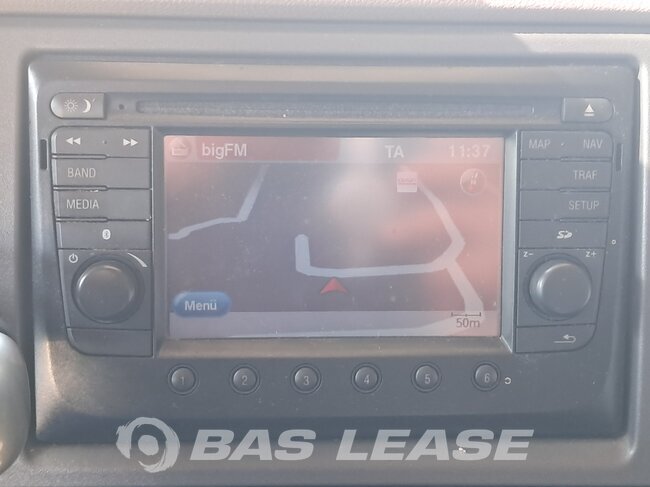 bigFM TA 11:37
MAP NAV
BAND
TRAF
MEDIA
SETUP
Z- Z+
Menü
50m
1 2 3 4 5 6
BAS LEASE